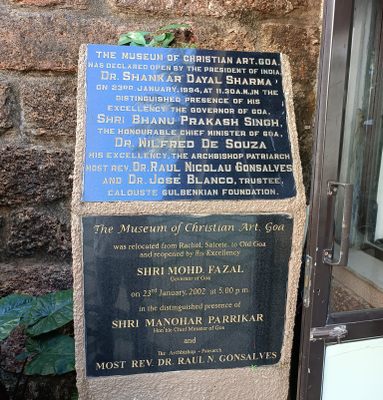 THE MUSEUM OF CHRISTIAN ART, GOA.
WAS DECLARED OPEN BY THE PRESIDENT OF INDIA
DR. SHANKAR DAYAL SHARMA
ON 23RD JANUARY, 1994, AT 11.30 A.M. IN THE
DISTINGUISHED PRESENCE OF HIS
EXCELLENCY THE GOVERNOR OF GOA,
SHRI BHANU PRAKASH SINGH,
THE HONOURABLE CHIEF MINISTER OF GOA,
DR. WILFRED DE SOUZA
HIS EXCELLENCY, THE ARCHBISHOP PATRIARCH
MOST REV. DR. RAUL NICOLAU GONSALVES
AND DR. JOSÉ BLANCO, TRUSTEE,
CALOUSTE GULBENKIAN FOUNDATION.
The Museum of Christian Art, Goa
was relocated from Rachol, Salcete, to Old Goa
and reopened by His Excellency
SHRI MOHD. FAZAL
Governor of Goa
on 23rd January, 2002 at 5.00 p.m.
in the distinguished presence of
SHRI MANOHAR PARRIKAR
Hon'ble Chief Minister of Goa
and
The Archbishop - Patriarch
MOST REV. DR. RAUL N. GONSALVES